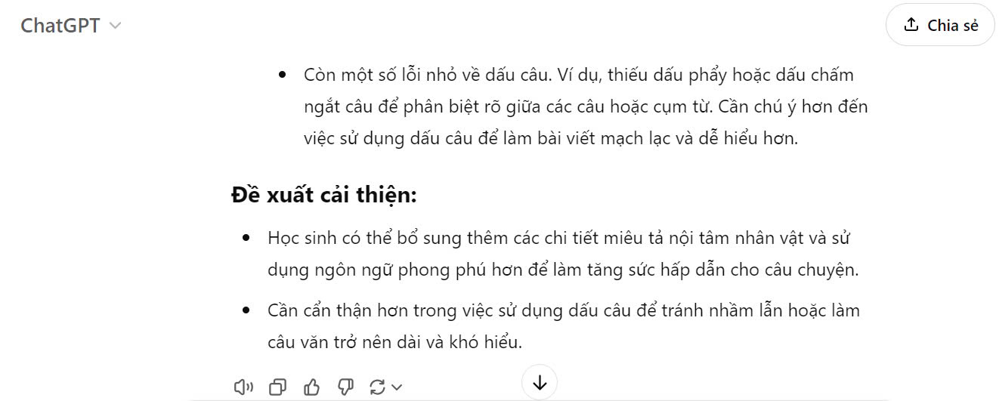 ChatGPT
Chia sẻ
Còn một số lỗi nhỏ về dấu câu. Ví dụ, thiếu dấu phẩy hoặc dấu chấm
ngắt câu để phân biệt rõ giữa các câu hoặc cụm từ. Cần chú ý hơn đến
việc sử dụng dấu câu để làm bài viết mạch lạc và dễ hiểu hơn.
Đề xuất cải thiện:
Học sinh có thể bổ sung thêm các chi tiết miêu tả nội tâm nhân vật và sử
dụng ngôn ngữ phong phú hơn để làm tăng sức hấp dẫn cho câu chuyện.
Cần cẩn thận hơn trong việc sử dụng dấu câu để tránh nhầm lẫn hoặc làm
câu văn trở nên dài và khó hiểu.